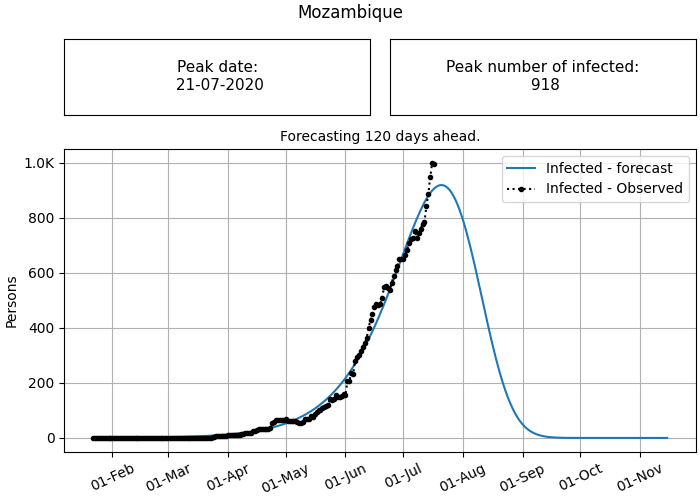 Mozambique
Peak date:
21-07-2020
Peak number of infected:
918
Forecasting 120 days ahead.
Infected - forecast
Infected - Observed
1.0K
800
600
400
200
0
Persons
01-Feb
01-Mar
01-Apr
01-May
01-Jun
01-Jul
01-Aug
01-Sep
01-Oct
01-Nov